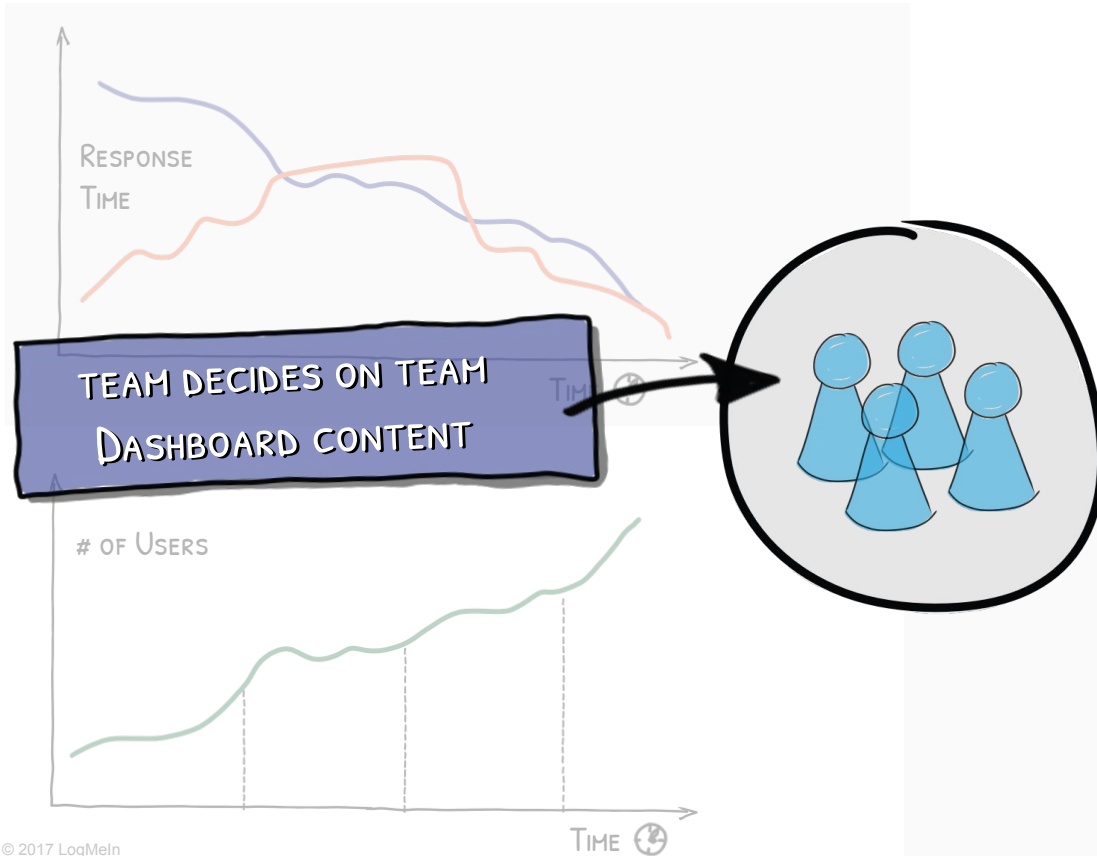 Response
Time
Team decides on team
Dashboard content
Time
# of Users
Time
© 2017 LogMeIn